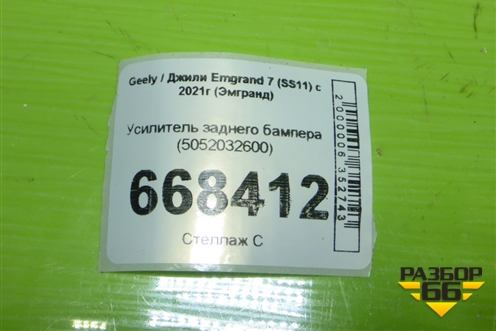 Geely / Джили Emgrand 7 (SS11) с
2021г (Эмгранд)
Усилитель заднего бампера
(5052032600)
668412
Стеллаж С
2000006352743
РАЗБОР
66